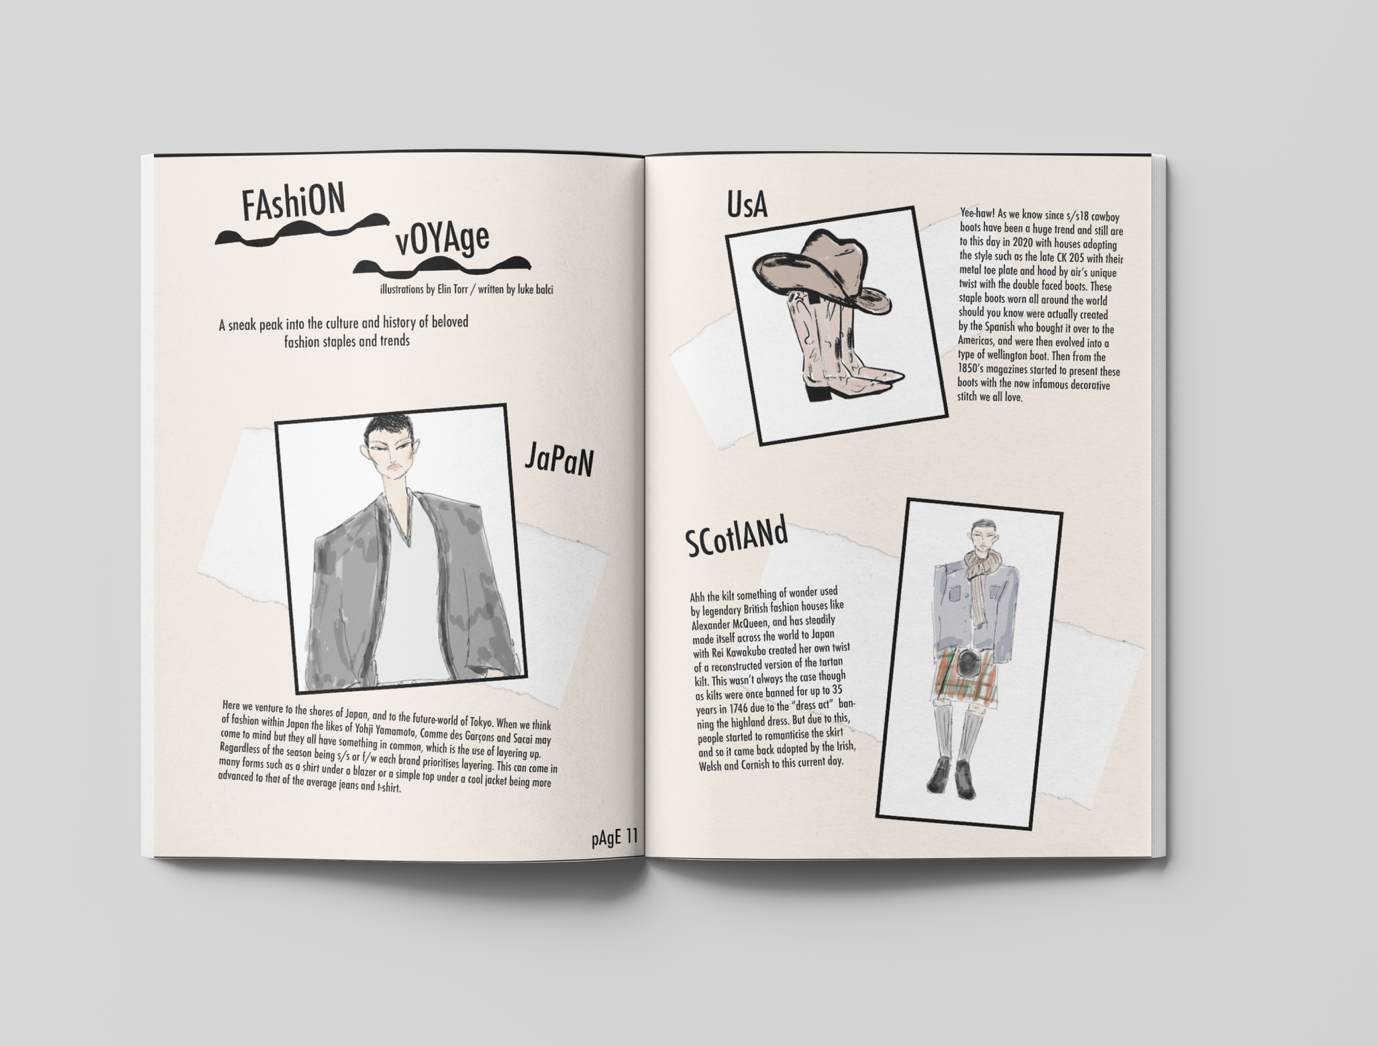 FAshiON
vOYAge
illustrations by Elin Torr / written by luke balci
A sneak peak into the culture and history of beloved
fashion staples and trends
JaPaN
Here we venture to the shores of Japan, and to the future-world of Tokyo. When we think
of fashion within Japan the likes of Yohji Yamamoto, Comme des Garçons and Sacai may
come to mind but they all have something in common, which is the use of layering up.
Regardless of the season being s/s or f/w each brand prioritises layering. This can come in
many forms such as a shirt under a blazer or a simple top under a cool jacket being more
advanced to that of the average jeans and t-shirt.
pAgE 11
UsA
Yee-haw! As we know since s/s18 cowboy
boots have been a huge trend and still are
to this day in 2020 with houses adopting
the style such as the late CK 205 with their
metal toe plate and hood by air's unique
twist with the double faced boots. These
staple boots worn all around the world
should you know were actually created
by the Spanish who bought it over to the
Americas, and were then evolved into a
type of wellington boot. Then from the
1850's magazines started to present these
boots with the now infamous decorative
stitch we all love.
SCotlANd
Ahh the kilt something of wonder used
by legendary British fashion houses like
Alexander McQueen, and has steadily
made itself across the world to Japan
with Rei Kawakubo created her own twist
of a reconstructed version of the tartan
kilt. This wasn't always the case though
as kilts were once banned for up to 35
years in 1746 due to the "dress act" ban-
ning the highland dress. But due to this,
people started to romanticise the skirt
and so it came back adopted by the Irish,
Welsh and Cornish to this current day.